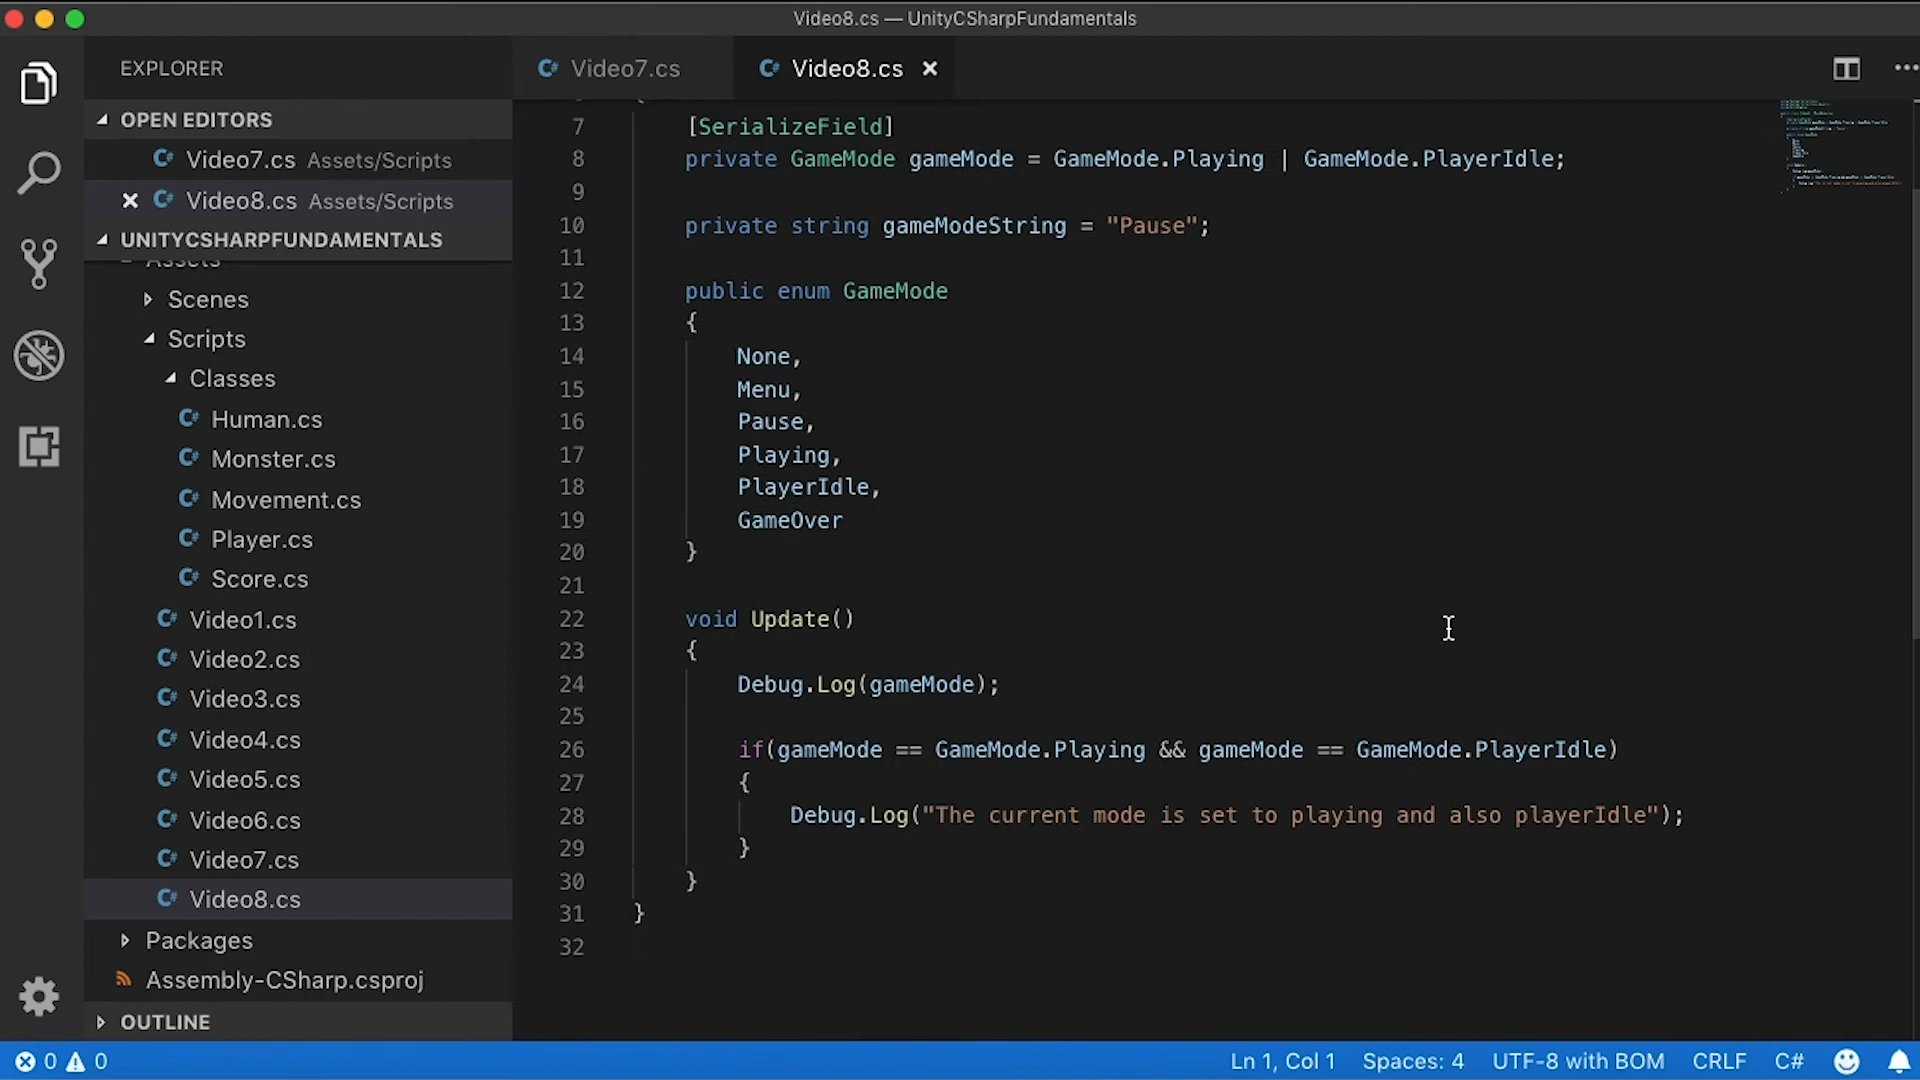 Video8.cs — UnityCSharpFundamentals
EXPLORER
OPEN EDITORS
Video7.cs Assets/Scripts
Video8.cs Assets/Scripts
UNITYCSHARPFUNDAMENTALS
Assets
Scenes
Scripts
Classes
Human.cs
Monster.cs
Movement.cs
Player.cs
Score.cs
Video1.cs
Video2.cs
Video3.cs
Video4.cs
Video5.cs
Video6.cs
Video7.cs
Video8.cs
Packages
Assembly-CSharp.csproj
OUTLINE
Video7.cs
Video8.cs
7 [SerializeField]
8 private GameMode gameMode = GameMode.Playing | GameMode.PlayerIdle;
9
10 private string gameModeString = "Pause";
11
12 public enum GameMode
13 {
14 None,
15 Menu,
16 Pause,
17 Playing,
18 PlayerIdle,
19 GameOver
20 }
21
22 void Update()
23 {
24 Debug.Log(gameMode);
25
26 if(gameMode == GameMode.Playing && gameMode == GameMode.PlayerIdle)
27 {
28 Debug.Log("The current mode is set to playing and also playerIdle");
29 }
30 }
31 }
32
0 0
Ln 1, Col 1 Spaces: 4 UTF-8 with BOM CRLF C#